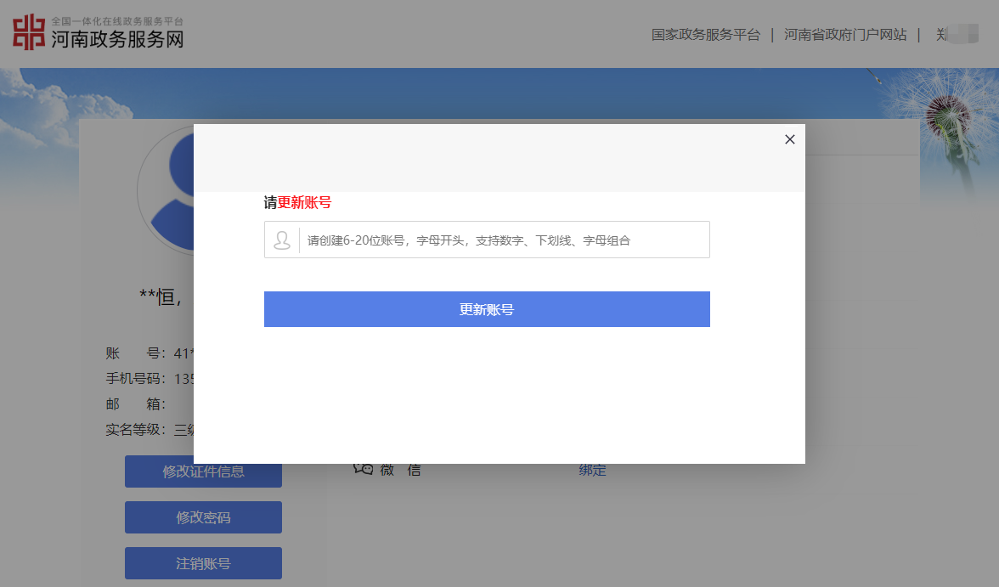 全国一体化在线政务服务平台
河南政务服务网
国家政务服务平台 | 河南省政府门户网站 | 郑
请更新账号
请创建6-20位账号，字母开头，支持数字、下划线、字母组合
更新账号
**恒，
账 号：41*
手机号码：135
邮 箱：
实名等级：三级
微 信 绑定
修改证件信息
修改密码
注销账号